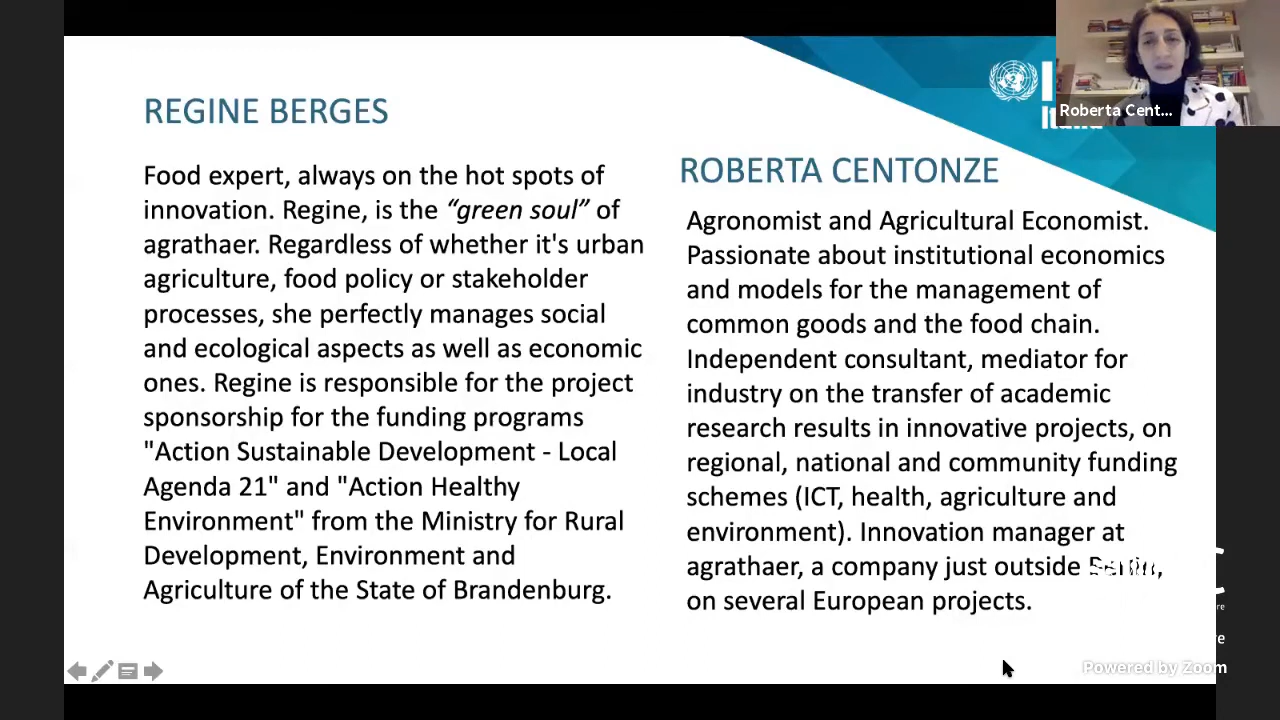 REGINE BERGES
Food expert, always on the hot spots of
innovation. Regine, is the “green soul” of
agrathaer. Regardless of whether it's urban
agriculture, food policy or stakeholder
processes, she perfectly manages social
and ecological aspects as well as economic
ones. Regine is responsible for the project
sponsorship for the funding programs
"Action Sustainable Development - Local
Agenda 21" and "Action Healthy
Environment" from the Ministry for Rural
Development, Environment and
Agriculture of the State of Brandenburg.
ROBERTA CENTONZE
Agronomist and Agricultural Economist.
Passionate about institutional economics
and models for the management of
common goods and the food chain.
Independent consultant, mediator for
industry on the transfer of academic
research results in innovative projects, on
regional, national and community funding
schemes (ICT, health, agriculture and
environment). Innovation manager at
agrathaer, a company just outside
on several European projects.
Roberta Cent...
Powered by Zoom